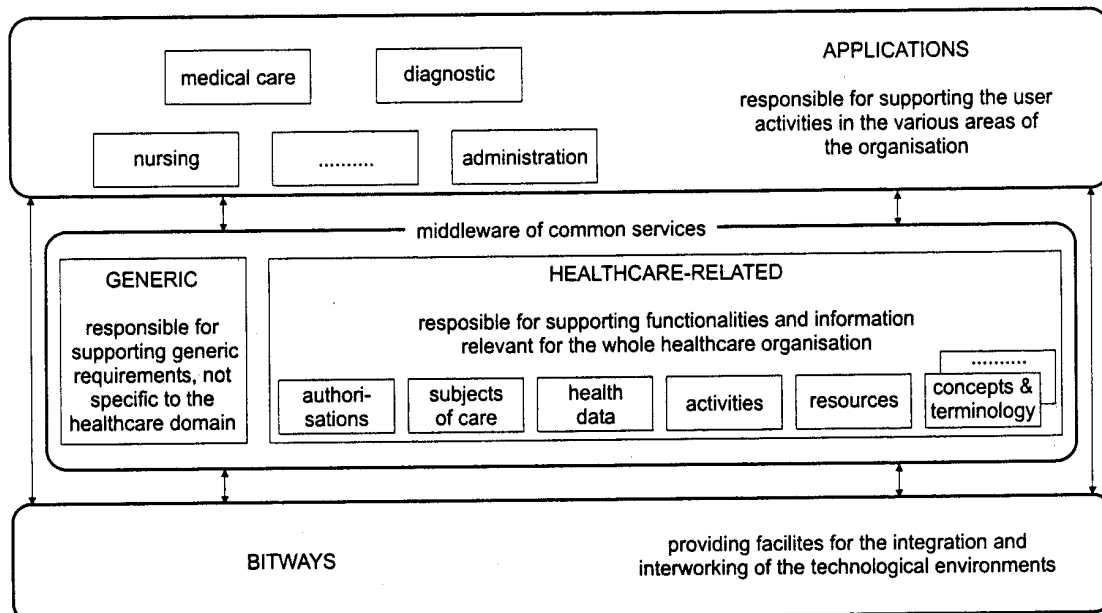 APPLICATIONS
responsible for supporting the user
activities in the various areas of
the organisation
medical care
diagnostic
nursing
..........
administration
middleware of common services
GENERIC
responsible for
supporting generic
requirements, not
specific to the
healthcare domain
HEALTHCARE-RELATED
resposible for supporting functionalities and information
relevant for the whole healthcare organisation
authori-
sations
subjects
of care
health
data
activities
resources
..........
concepts &
terminology
BITWAYS
providing facilites for the integration and
interworking of the technological environments